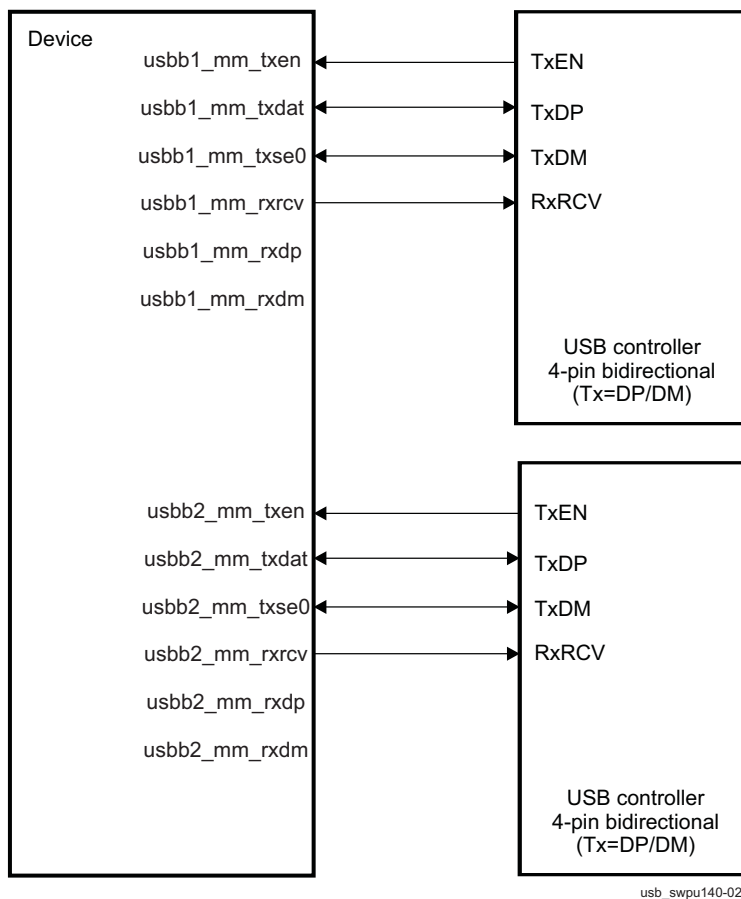 Device
usbb1_mm_txen
TxEN
usbb1_mm_txdat
TxDP
usbb1_mm_txse0
TxDM
usbb1_mm_rxrcv
RxRCV
usbb1_mm_rxdp
usbb1_mm_rxdm
USB controller
4-pin bidirectional
(Tx=DP/DM)
usbb2_mm_txen
TxEN
usbb2_mm_txdat
TxDP
usbb2_mm_txse0
TxDM
usbb2_mm_rxrcv
RxRCV
usbb2_mm_rxdp
usbb2_mm_rxdm
USB controller
4-pin bidirectional
(Tx=DP/DM)
usb_swpu140-02